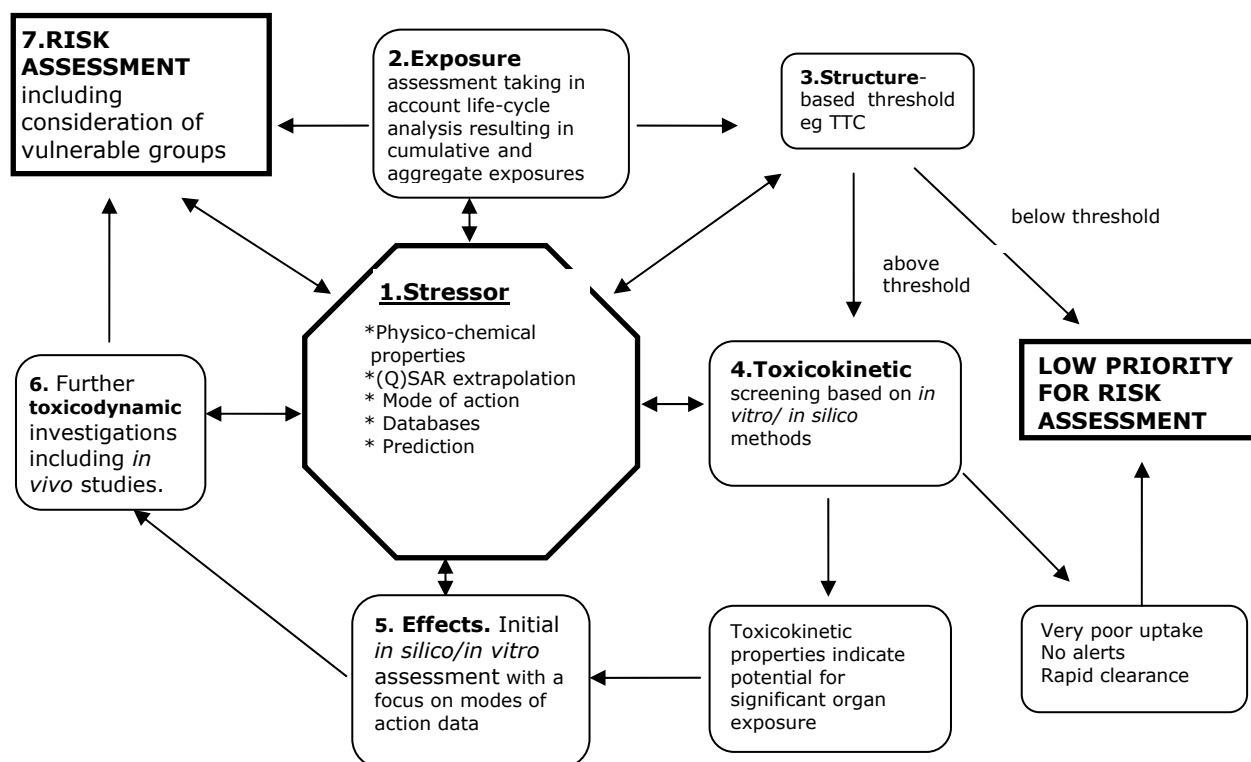 7.RISK
ASSESSMENT
including
consideration of
vulnerable groups
2.Exposure
assessment taking in
account life-cycle
analysis resulting in
cumulative and
aggregate exposures
3.Structure-
based threshold
eg TTC
below threshold
above
threshold
1.Stressor
*Physico-chemical
properties
*(Q)SAR extrapolation
* Mode of action
* Databases
* Prediction
4.Toxicokinetic
screening based on in
vitro/ in silico
methods
LOW PRIORITY
FOR RISK
ASSESSMENT
6. Further
toxicodynamic
investigations
including in
vivo studies.
5. Effects. Initial
in silico/in vitro
assessment with a
focus on modes of
action data
Toxicokinetic
properties indicate
potential for
significant organ
exposure
Very poor uptake
No alerts
Rapid clearance